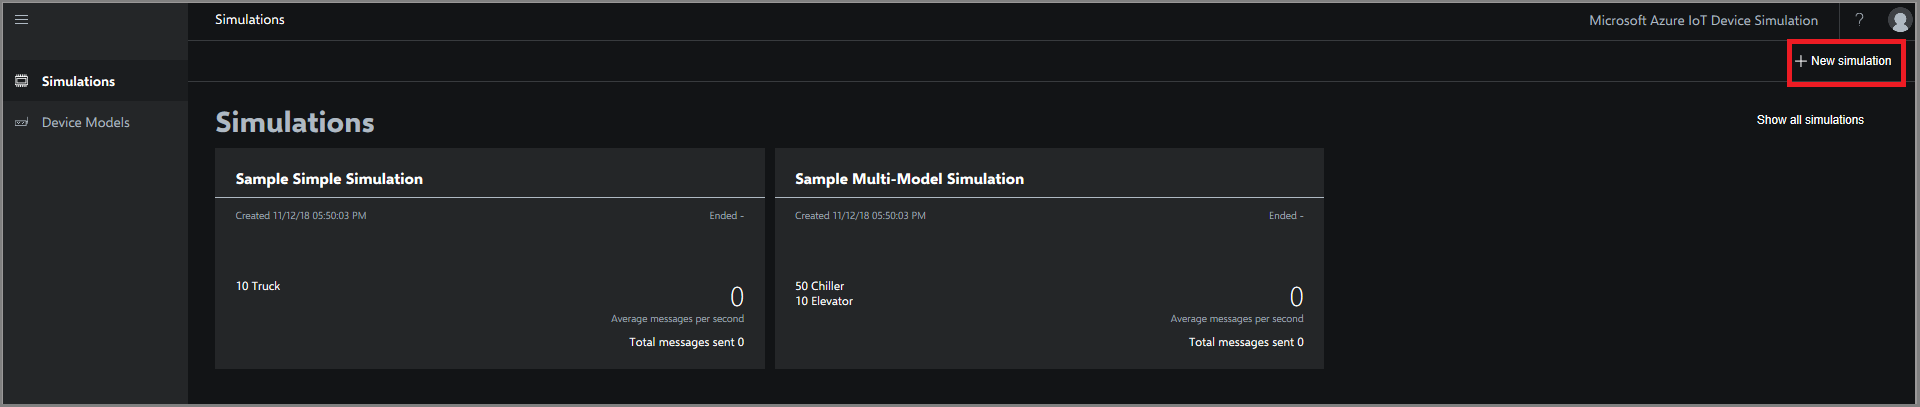 Simulations
Microsoft Azure IoT Device Simulation
?
+ New simulation
Simulations
Device Models
Simulations
Show all simulations
Sample Simple Simulation
Created 11/12/18 05:50:03 PM
Ended -
10 Truck
0
Average messages per second
Total messages sent 0
Sample Multi-Model Simulation
Created 11/12/18 05:50:03 PM
Ended -
50 Chiller
10 Elevator
0
Average messages per second
Total messages sent 0